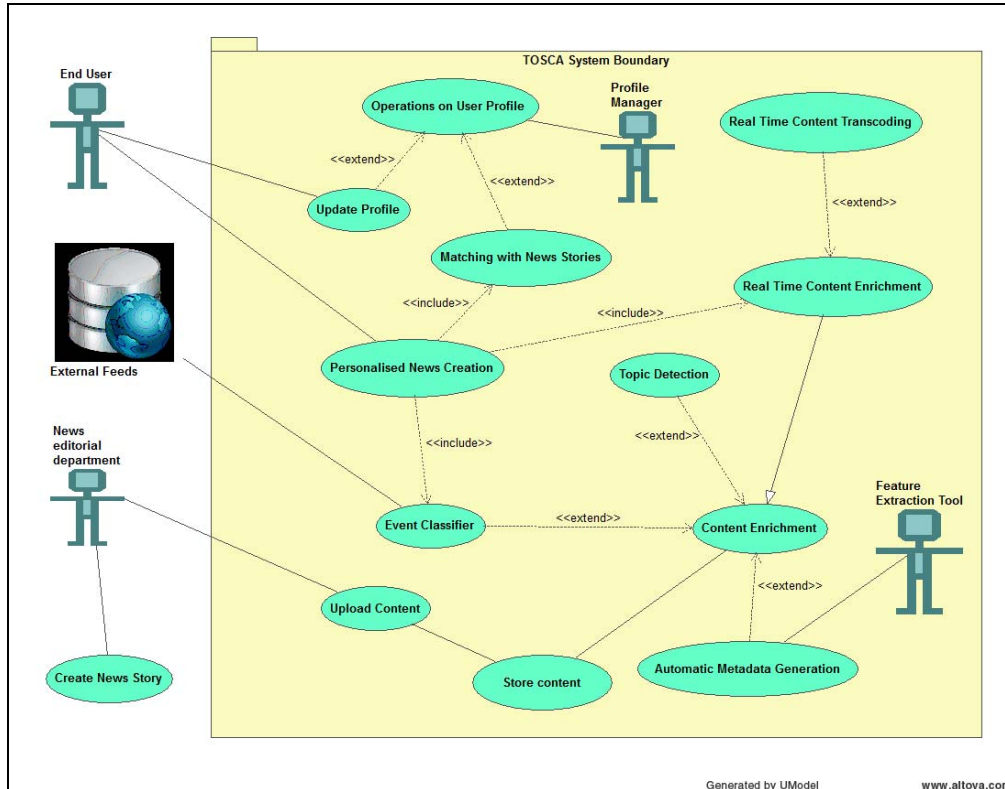 TOSCA System Boundary
End User
Operations on User Profile
Profile
Manager
Real Time Content Transcoding
<<extend>>
<<extend>>
<<extend>>
Update Profile
Matching with News Stories
Real Time Content Enrichment
<<include>>
<<include>>
External Feeds
Personalised News Creation
Topic Detection
News
editorial
department
<<include>>
<<extend>>
Feature
Extraction Tool
Event Classifier
<<extend>>
Content Enrichment
<<extend>>
Upload Content
Create News Story
Store content
Automatic Metadata Generation
Generated by UModel
www.altova.com